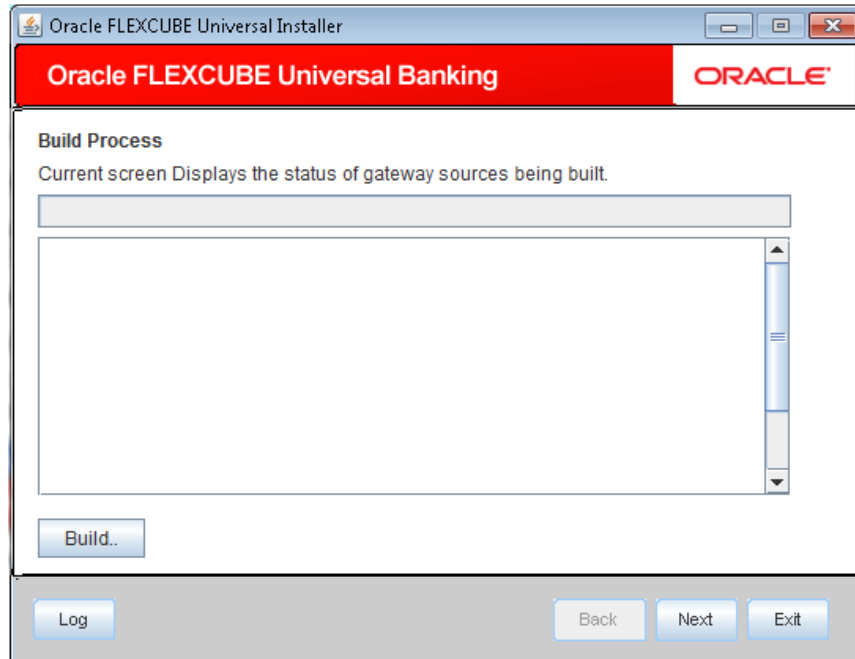 Oracle FLEXCUBE Universal Installer
Oracle FLEXCUBE Universal Banking
ORACLE
Build Process
Current screen Displays the status of gateway sources being built.
Build..
Log
Back
Next
Exit